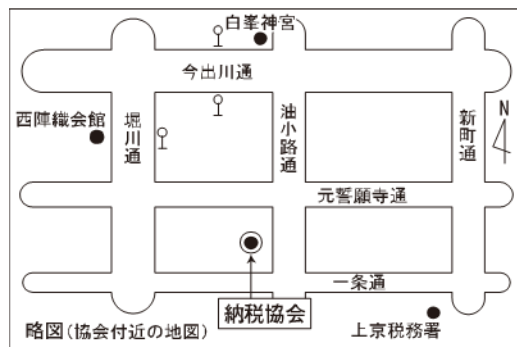 白峯神宮
今出川通
西陣織会館
堀川通
油小路通
新町通
N
元誓願寺通
一条通
納税協会
上京税務署
略図(協会付近の地図)